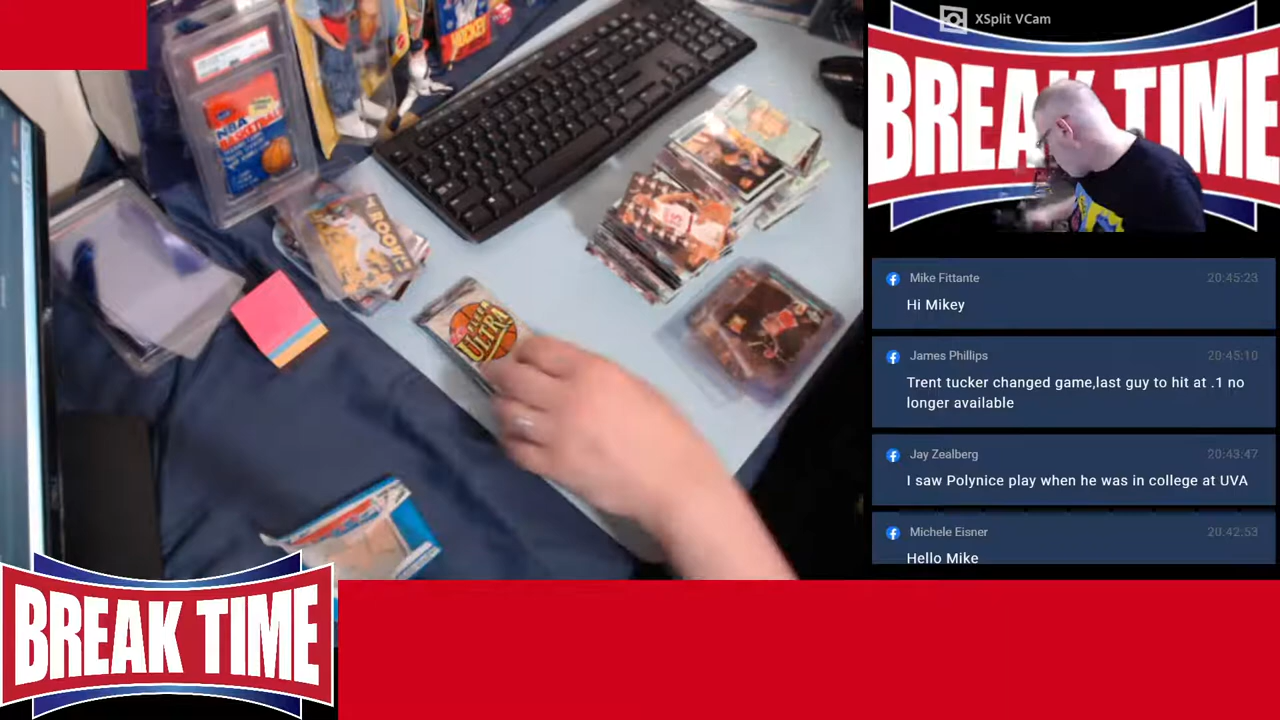 XSplit VCam
BREAK TIME
HOCKEY
NBA
BASKETBALL
ROOKIE
FLEER
ULTRA
Mike Fittante 20:45:23
Hi Mikey
James Phillips 20:45:10
Trent tucker changed game,last guy to hit at .1 no
longer available
Jay Zealberg 20:43:47
I saw Polynice play when he was in college at UVA
Michele Eisner 20:42:53
Hello Mike
BREAK TIME